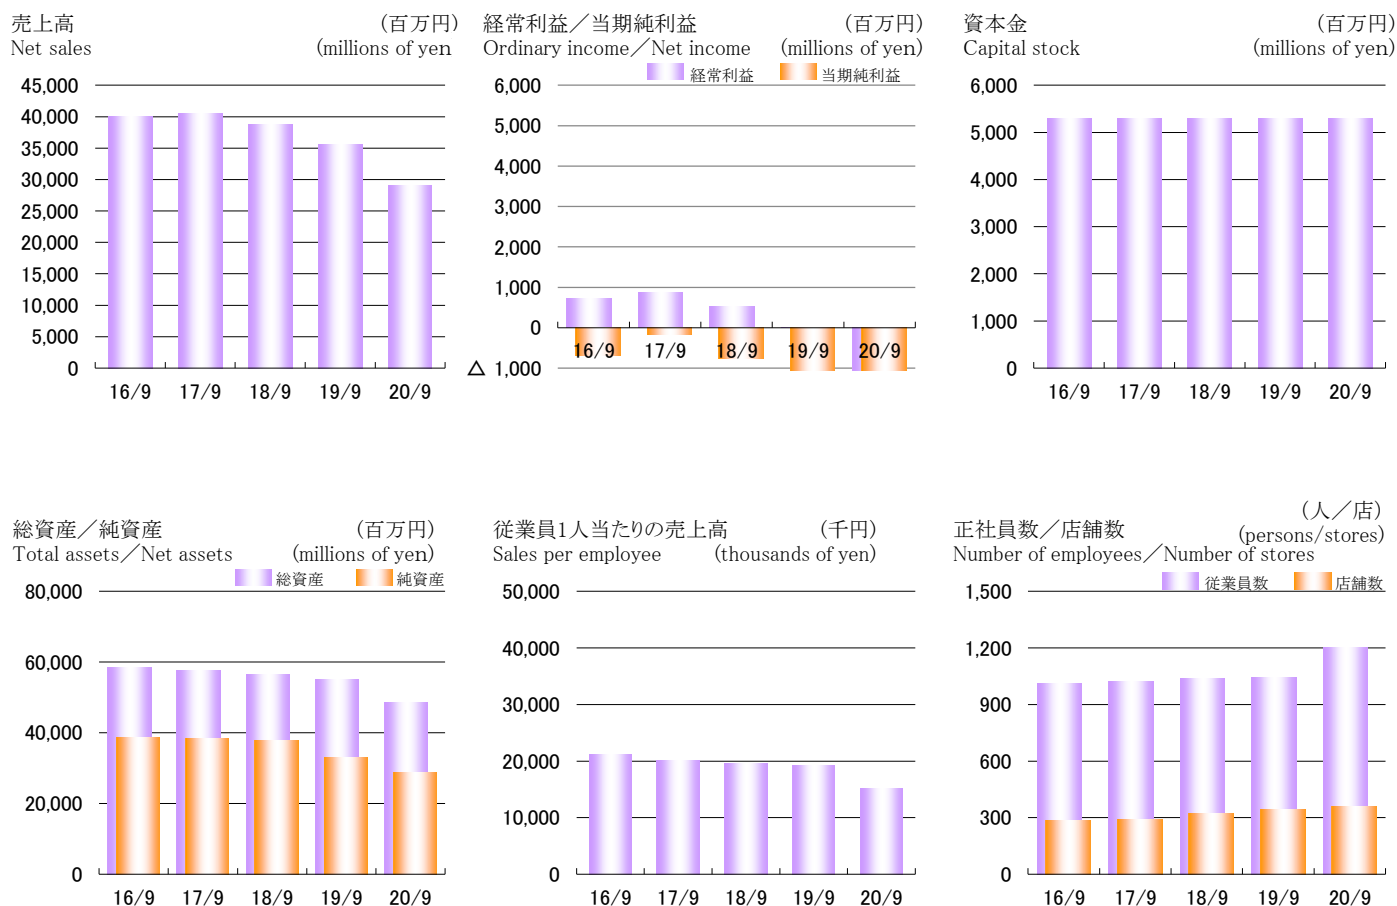 売上高 (百万円)
Net sales (millions of yen
45,000
40,000
35,000
30,000
25,000
20,000
15,000
10,000
5,000
0
16/9 17/9 18/9 19/9 20/9
経常利益／当期純利益 (百万円)
Ordinary income／Net income (millions of yen)
経常利益 当期純利益
6,000
5,000
4,000
3,000
2,000
1,000
0
△ 1,000
16/9 17/9 18/9 19/9 20/9
資本金 (百万円)
Capital stock (millions of yen)
6,000
5,000
4,000
3,000
2,000
1,000
0
16/9 17/9 18/9 19/9 20/9
総資産／純資産 (百万円)
Total assets／Net assets (millions of yen)
総資産 純資産
80,000
60,000
40,000
20,000
0
16/9 17/9 18/9 19/9 20/9
従業員1人当たりの売上高 (千円)
Sales per employee (thousands of yen)
50,000
40,000
30,000
20,000
10,000
0
16/9 17/9 18/9 19/9 20/9
(人／店)
正社員数／店舗数 (persons/stores)
Number of employees／Number of stores
従業員数 店舗数
1,500
1,200
900
600
300
0
16/9 17/9 18/9 19/9 20/9